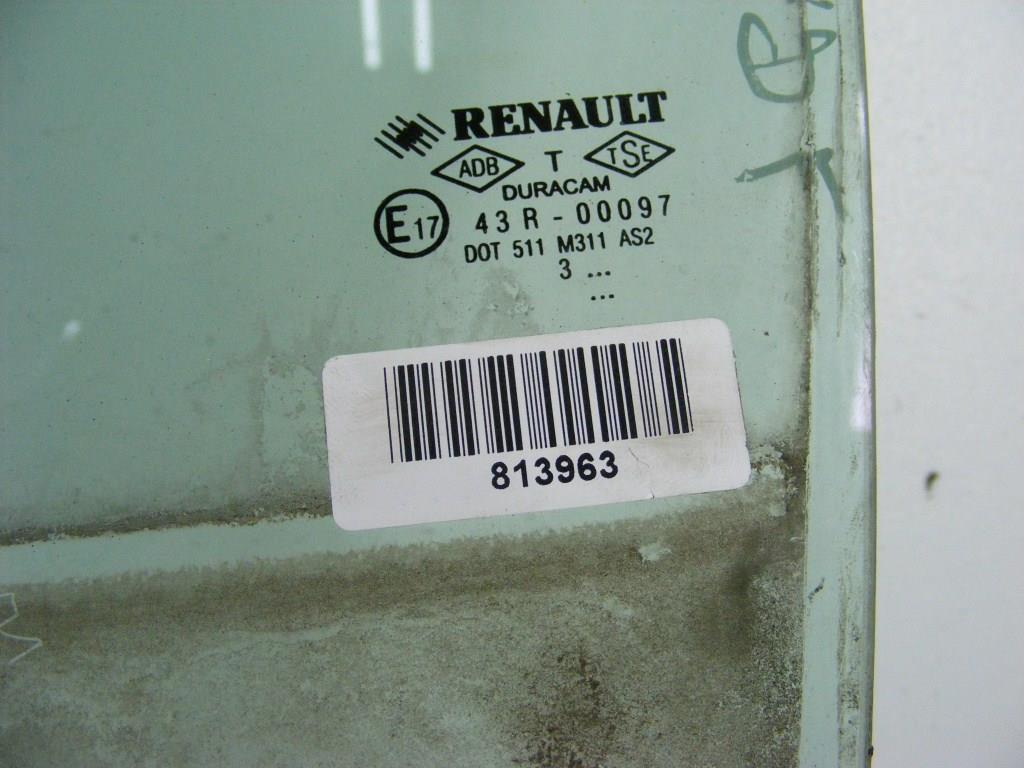 RENAULT
ADB T TSE
DURACAM
E17 43R-00097
DOT 511 M311 AS2
3 ...
...
813963